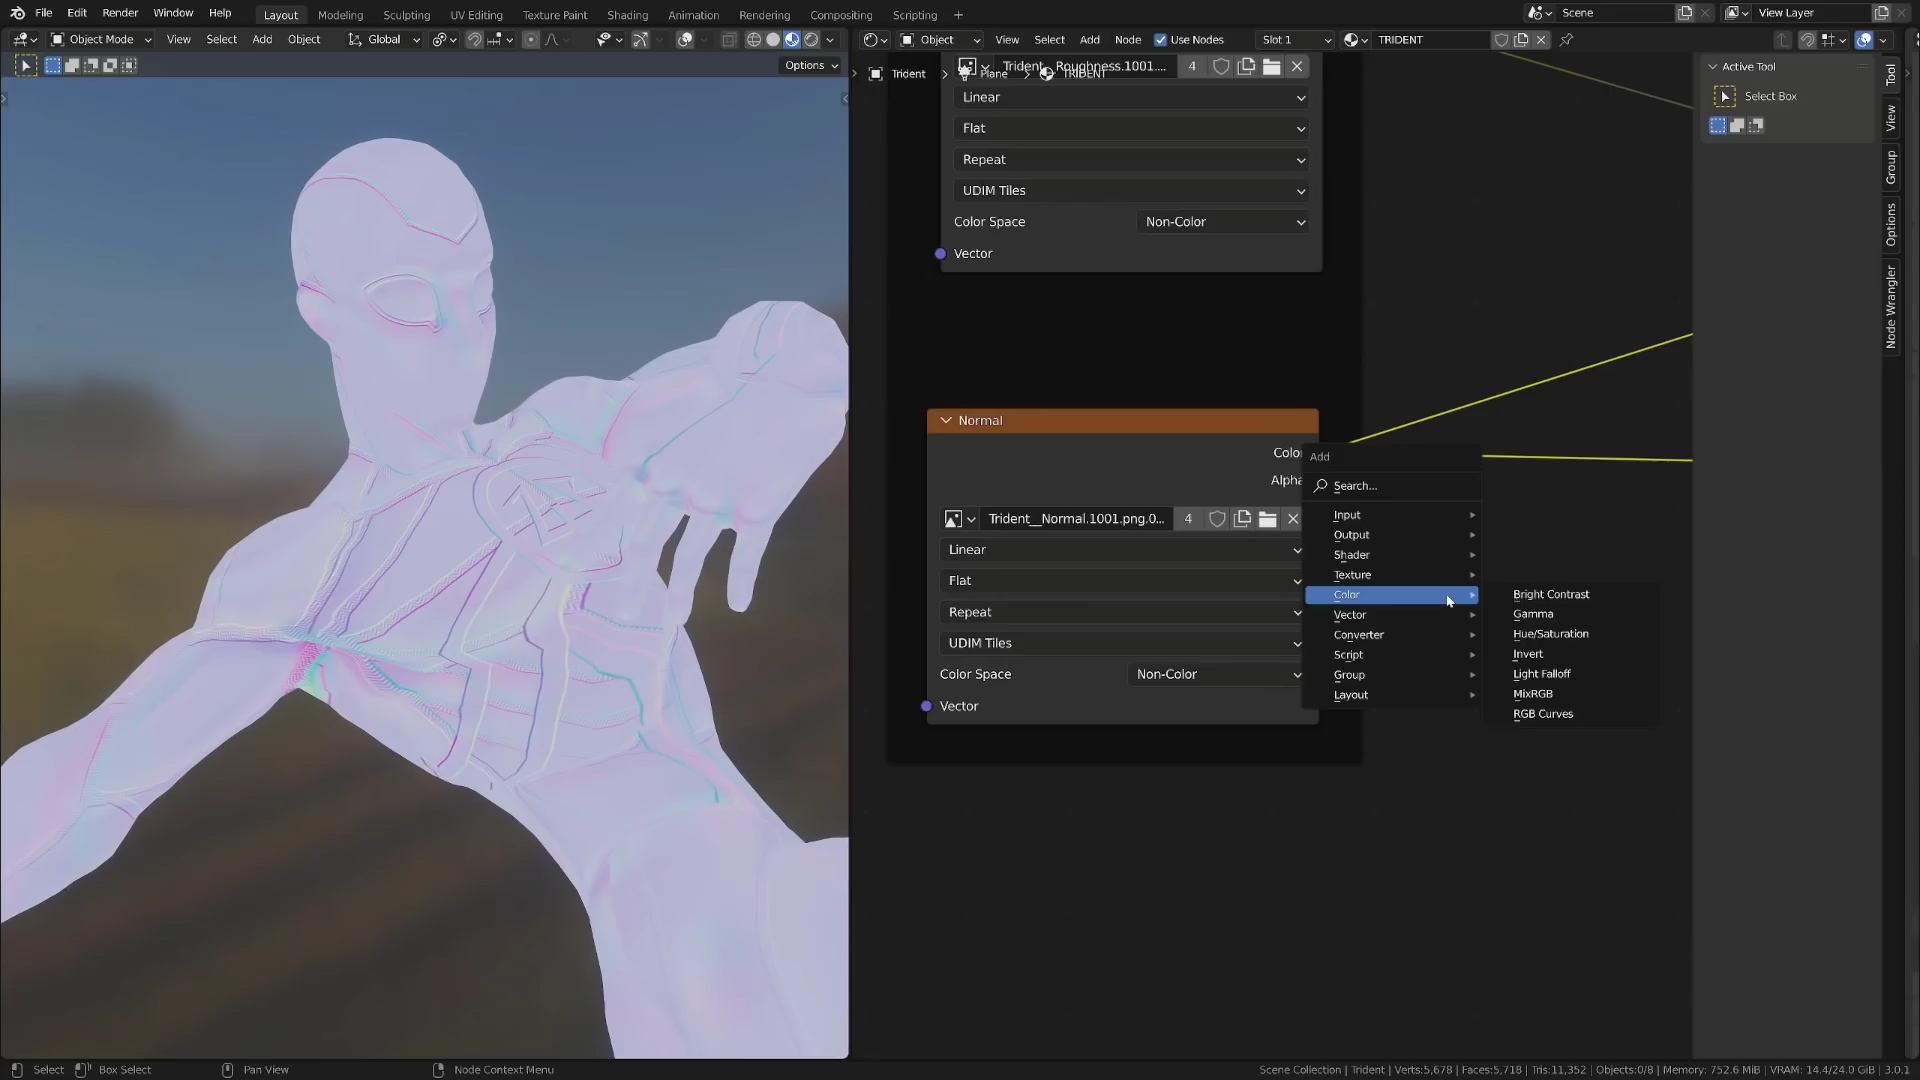 File Edit Render Window Help
Layout Modeling Sculpting UV Editing Texture Paint Shading Animation Rendering Compositing Scripting +
Scene
View Layer
Object Mode View Select Add Object Global
Options
Object View Select Add Node Use Nodes Slot 1 TRIDENT
Trident > Plane > TRIDENT
Trident__Roughness.1001.... 4
Linear
Flat
Repeat
UDIM Tiles
Color Space Non-Color
Vector
Normal
Color
Alpha
Trident__Normal.1001.png.0... 4
Linear
Flat
Repeat
UDIM Tiles
Color Space Non-Color
Vector
Add
Search...
Input
Output
Shader
Texture
Color
Vector
Converter
Script
Group
Layout
Bright Contrast
Gamma
Hue/Saturation
Invert
Light Falloff
MixRGB
RGB Curves
Active Tool
Select Box
Tool
View
Group
Options
Node Wrangler
Select Box Select Pan View Node Context Menu
Scene Collection | Trident | Verts:5,678 | Faces:5,718 | Tris:11,352 | Objects:0/8 | Memory: 752.6 MiB | VRAM: 14.4/24.0 GiB | 3.0.1